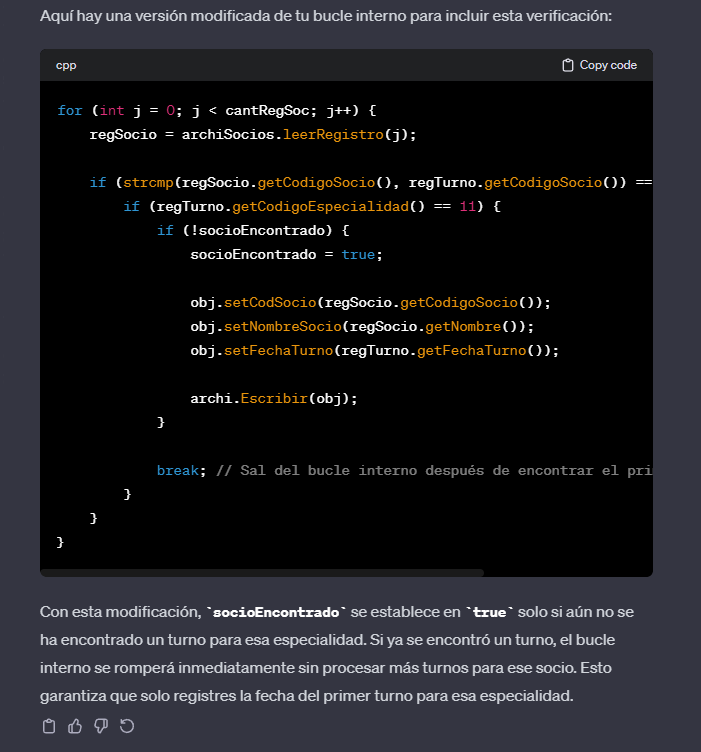 Aquí hay una versión modificada de tu bucle interno para incluir esta verificación:
cpp
Copy code
for (int j = 0; j < cantRegSoc; j++) {
    regSocio = archiSocios.leerRegistro(j);
    if (strcmp(regSocio.getCodigoSocio(), regTurno.getCodigoSocio()) ==
        if (regTurno.getCodigoEspecialidad() == 11) {
            if (!socioEncontrado) {
                socioEncontrado = true;
                obj.setCodSocio(regSocio.getCodigoSocio());
                obj.setNombreSocio(regSocio.getNombre());
                obj.setFechaTurno(regTurno.getFechaTurno());
                archi.Escribir(obj);
            }
            break; // Sal del bucle interno después de encontrar el pri
        }
    }
}
Con esta modificación, `socioEncontrado` se establece en `true` solo si aún no se
ha encontrado un turno para esa especialidad. Si ya se encontró un turno, el bucle
interno se romperá inmediatamente sin procesar más turnos para ese socio. Esto
garantiza que solo registres la fecha del primer turno para esa especialidad.